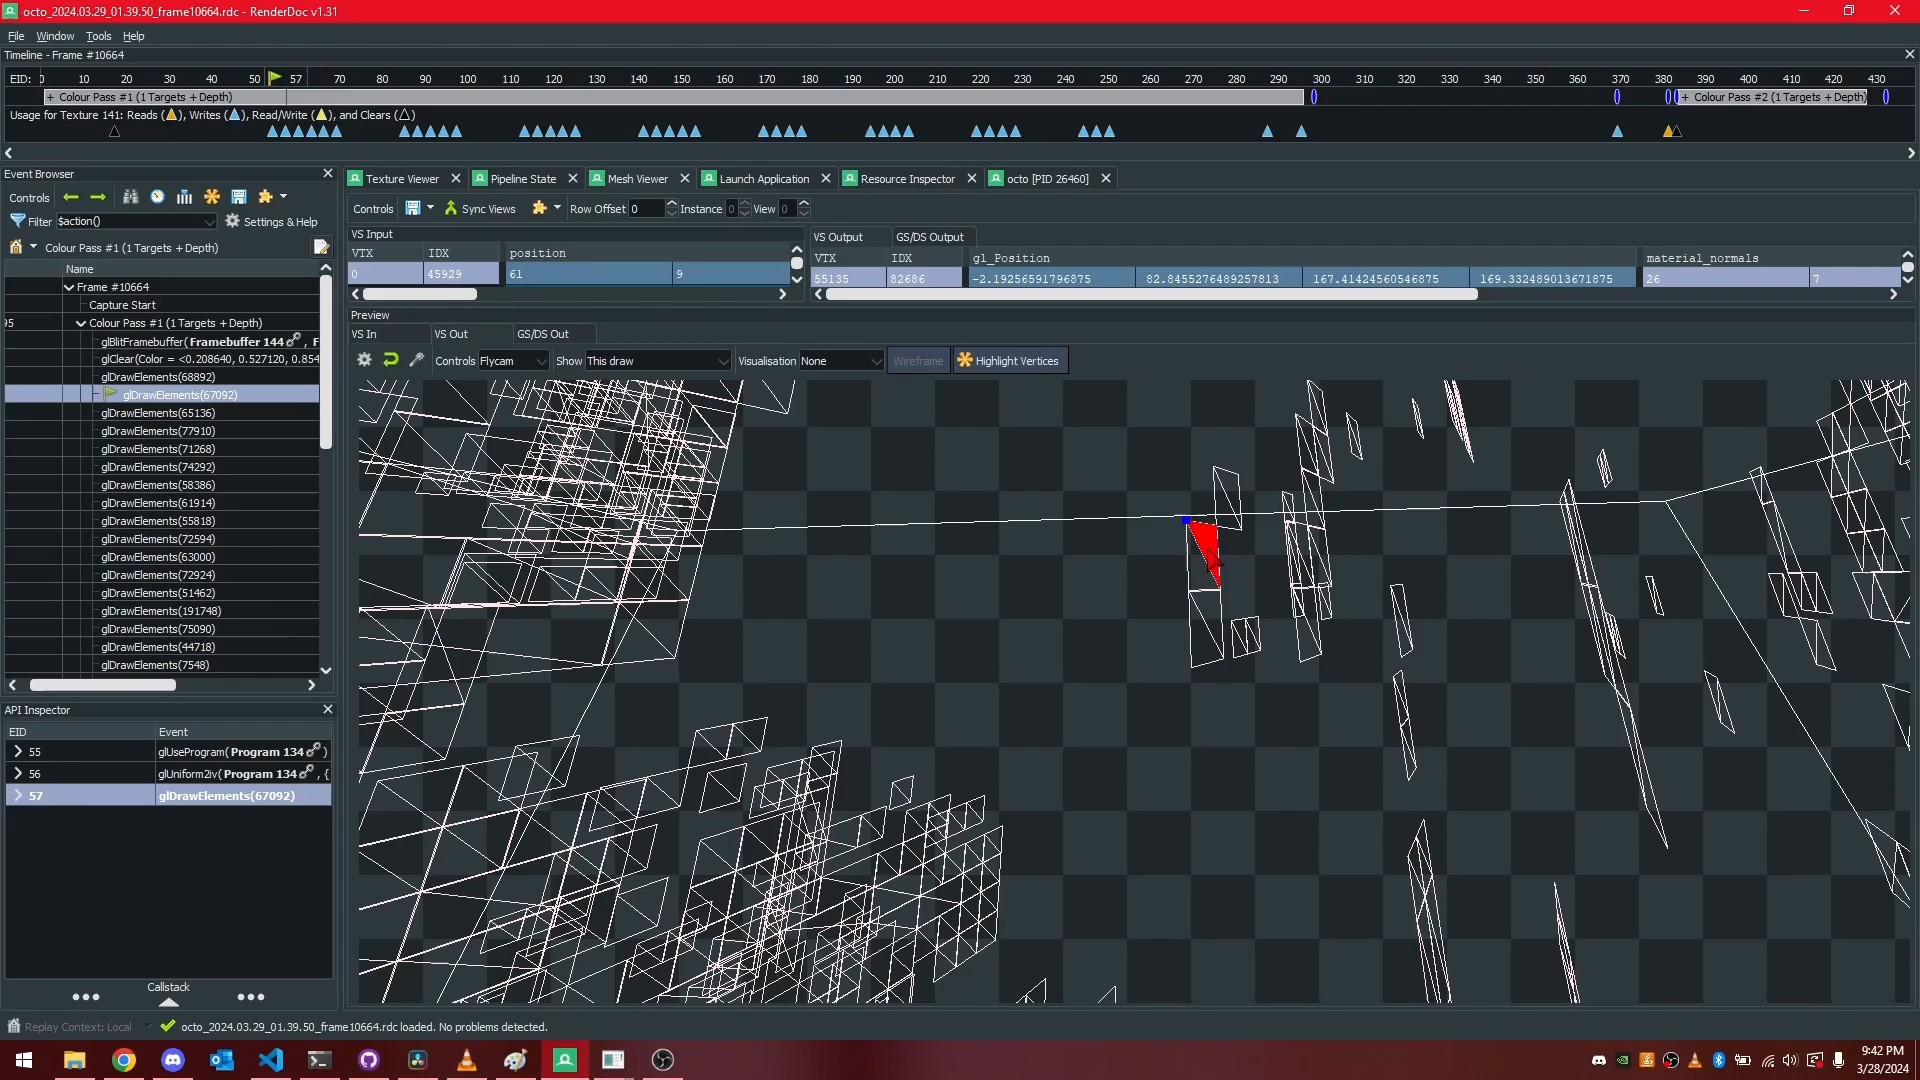 octo_2024.03.29_01.39.50_frame10664.rdc - RenderDoc v1.31
File Window Tools Help
Timeline - Frame #10664
EID: 0 10 20 30 40 50 57 70 80 90 100 110 120 130 140 150 160 170 180 190 200 210 220 230 240 250 260 270 280 290 300 310 320 330 340 350 360 370 380 390 400 410 420 430
+ Colour Pass #1 (1 Targets + Depth)
+ Colour Pass #2 (1 Targets + Depth)
Usage for Texture 141: Reads ( ), Writes ( ), Read/Write ( ), and Clears ( )
Event Browser
Controls
Filter $action() Settings & Help
Colour Pass #1 (1 Targets + Depth)
Name
Frame #10664
Capture Start
95 Colour Pass #1 (1 Targets + Depth)
glBlitFramebuffer( Framebuffer 144 , F
glClear(Color = <0.208640, 0.527120, 0.854
glDrawElements(68892)
glDrawElements(67092)
glDrawElements(65136)
glDrawElements(77910)
glDrawElements(71268)
glDrawElements(74292)
glDrawElements(58386)
glDrawElements(61914)
glDrawElements(55818)
glDrawElements(72594)
glDrawElements(63000)
glDrawElements(72924)
glDrawElements(51462)
glDrawElements(191748)
glDrawElements(75090)
glDrawElements(44718)
glDrawElements(7548)
API Inspector
EID Event
55 glUseProgram( Program 134 )
56 glUniform2iv( Program 134 , {
57 glDrawElements(67092)
Callstack
Texture Viewer Pipeline State Mesh Viewer Launch Application Resource Inspector octo [PID 26460]
Controls Sync Views Row Offset 0 Instance 0 View 0
VS Input
VTX IDX position
0 45929 61 9
VS Output GS/DS Output
VTX IDX gl_Position material_normals
55135 82686 -2.19256591796875 82.8455276489257813 167.41424560546875 169.332489013671875 26 7
Preview
VS In VS Out GS/DS Out
Controls Flycam Show This draw Visualisation None Wireframe Highlight Vertices
Replay Context: Local octo_2024.03.29_01.39.50_frame10664.rdc loaded. No problems detected.
9:42 PM
3/28/2024